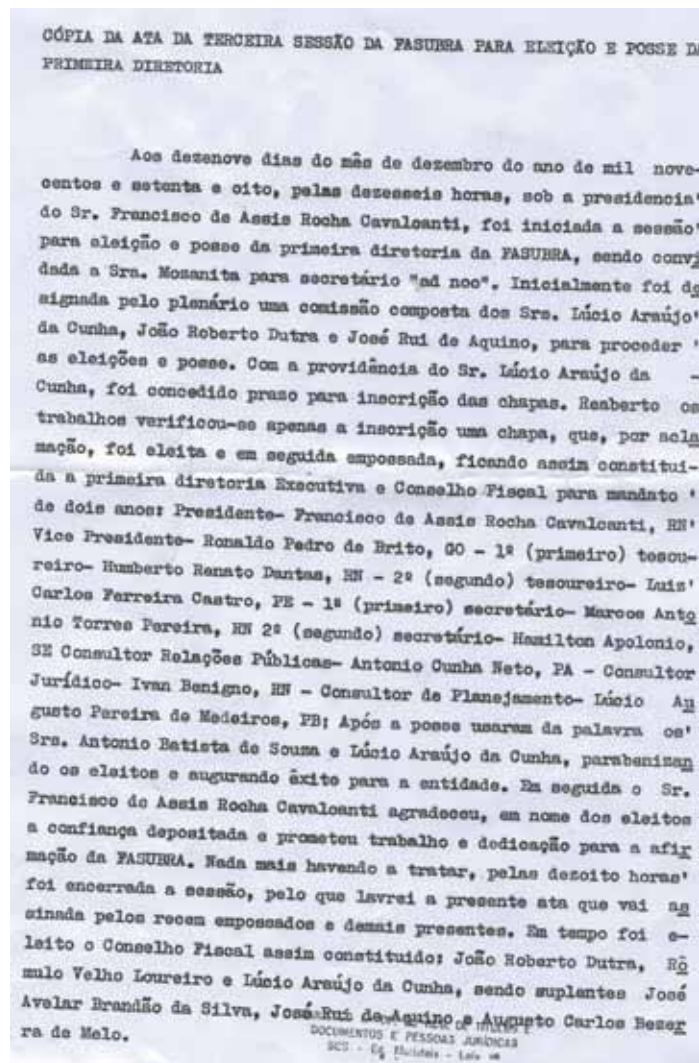 CÓPIA DA ATA DA TERCEIRA SESSÃO DA FASUBRA PARA ELEIÇÃO E POSSE DA
PRIMEIRA DIRETORIA
Aos dezenove dias do mês de dezembro do ano de mil nove-
centos e setenta e oito, pelas dezesseis horas, sob a presidencia'
do Sr. Francisco de Assis Rocha Cavalcanti, foi iniciada a sessão'
para eleição e posse da primeira diretoria da FASUBRA, sendo convi
dada a Sra. Mozanita para secretário "ad noo". Inicialmente foi de
signada pelo plenário uma comissão composta dos Srs. Lúcio Araújo'
da Cunha, João Roberto Dutra e José Rui de Aquino, para proceder '
as eleições e posse. Com a providência do Sr. Lúcio Araújo da -
Cunha, foi concedido prazo para inscrição das chapas. Reaberto os
trabalhos verificou-se apenas a inscrição uma chapa, que, por acla
mação, foi eleita e em seguida empossada, ficando assim constitui-
da a primeira diretoria Executiva e Conselho Fiscal para mandato '
de dois anos: Presidente- Francisco de Assis Rocha Cavalcanti, RN'
Vice Presidente- Ronaldo Pedro de Brito, GO - 1º (primeiro) tesou-
reiro- Humberto Renato Dantas, RN - 2º (segundo) tesoureiro- Luis'
Carlos Ferreira Castro, PE - 1º (primeiro) secretário- Marcos Anto
nio Torres Pereira, RN 2º (segundo) secretário- Hamilton Apolonio,
SE Consultor Relações Públicas- Antonio Cunha Neto, PA - Consultor
Jurídico- Ivan Benigno, RN - Consultor de Planejamento- Lúcio Au
gusto Pereira de Medeiros, PB; Após a posse usaram da palavra os'
Srs. Antonio Batista de Souza e Lúcio Araújo da Cunha, parabenizan
do os eleitos e augurando êxito para a entidade. Em seguida o Sr.
Francisco de Assis Rocha Cavalcanti agradeceu, em nome dos eleitos
a confiança depositada e prometeu trabalho e dedicação para a afir
mação da FASUBRA. Nada mais havendo a tratar, pelas dezoito horas'
foi encerrada a sessão, pelo que lavrei a presente ata que vai as
sinada pelos recem empossados e demais presentes. Em tempo foi e-
leito o Conselho Fiscal assim constituido: João Roberto Dutra, Rô
mulo Velho Loureiro e Lúcio Araújo da Cunha, sendo suplentes José
Avelar Brandão da Silva, José Rui de Aquino e Augusto Carlos Bezer
ra de Melo.
DE TÍTULOS E
DOCUMENTOS E PESSOAS JURÍDICAS
SCS - Ed.